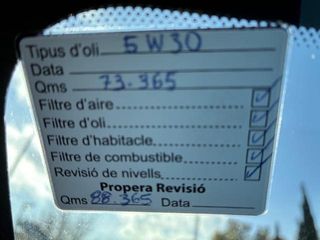 Tipus d'oli 5W30
Data
Qms 73.365
Filtre d'aire
Filtre d'oli
Filtre d'habitacle
Filtre de combustible
Revisió de nivells
Propera Revisió
Qms 88.365 Data